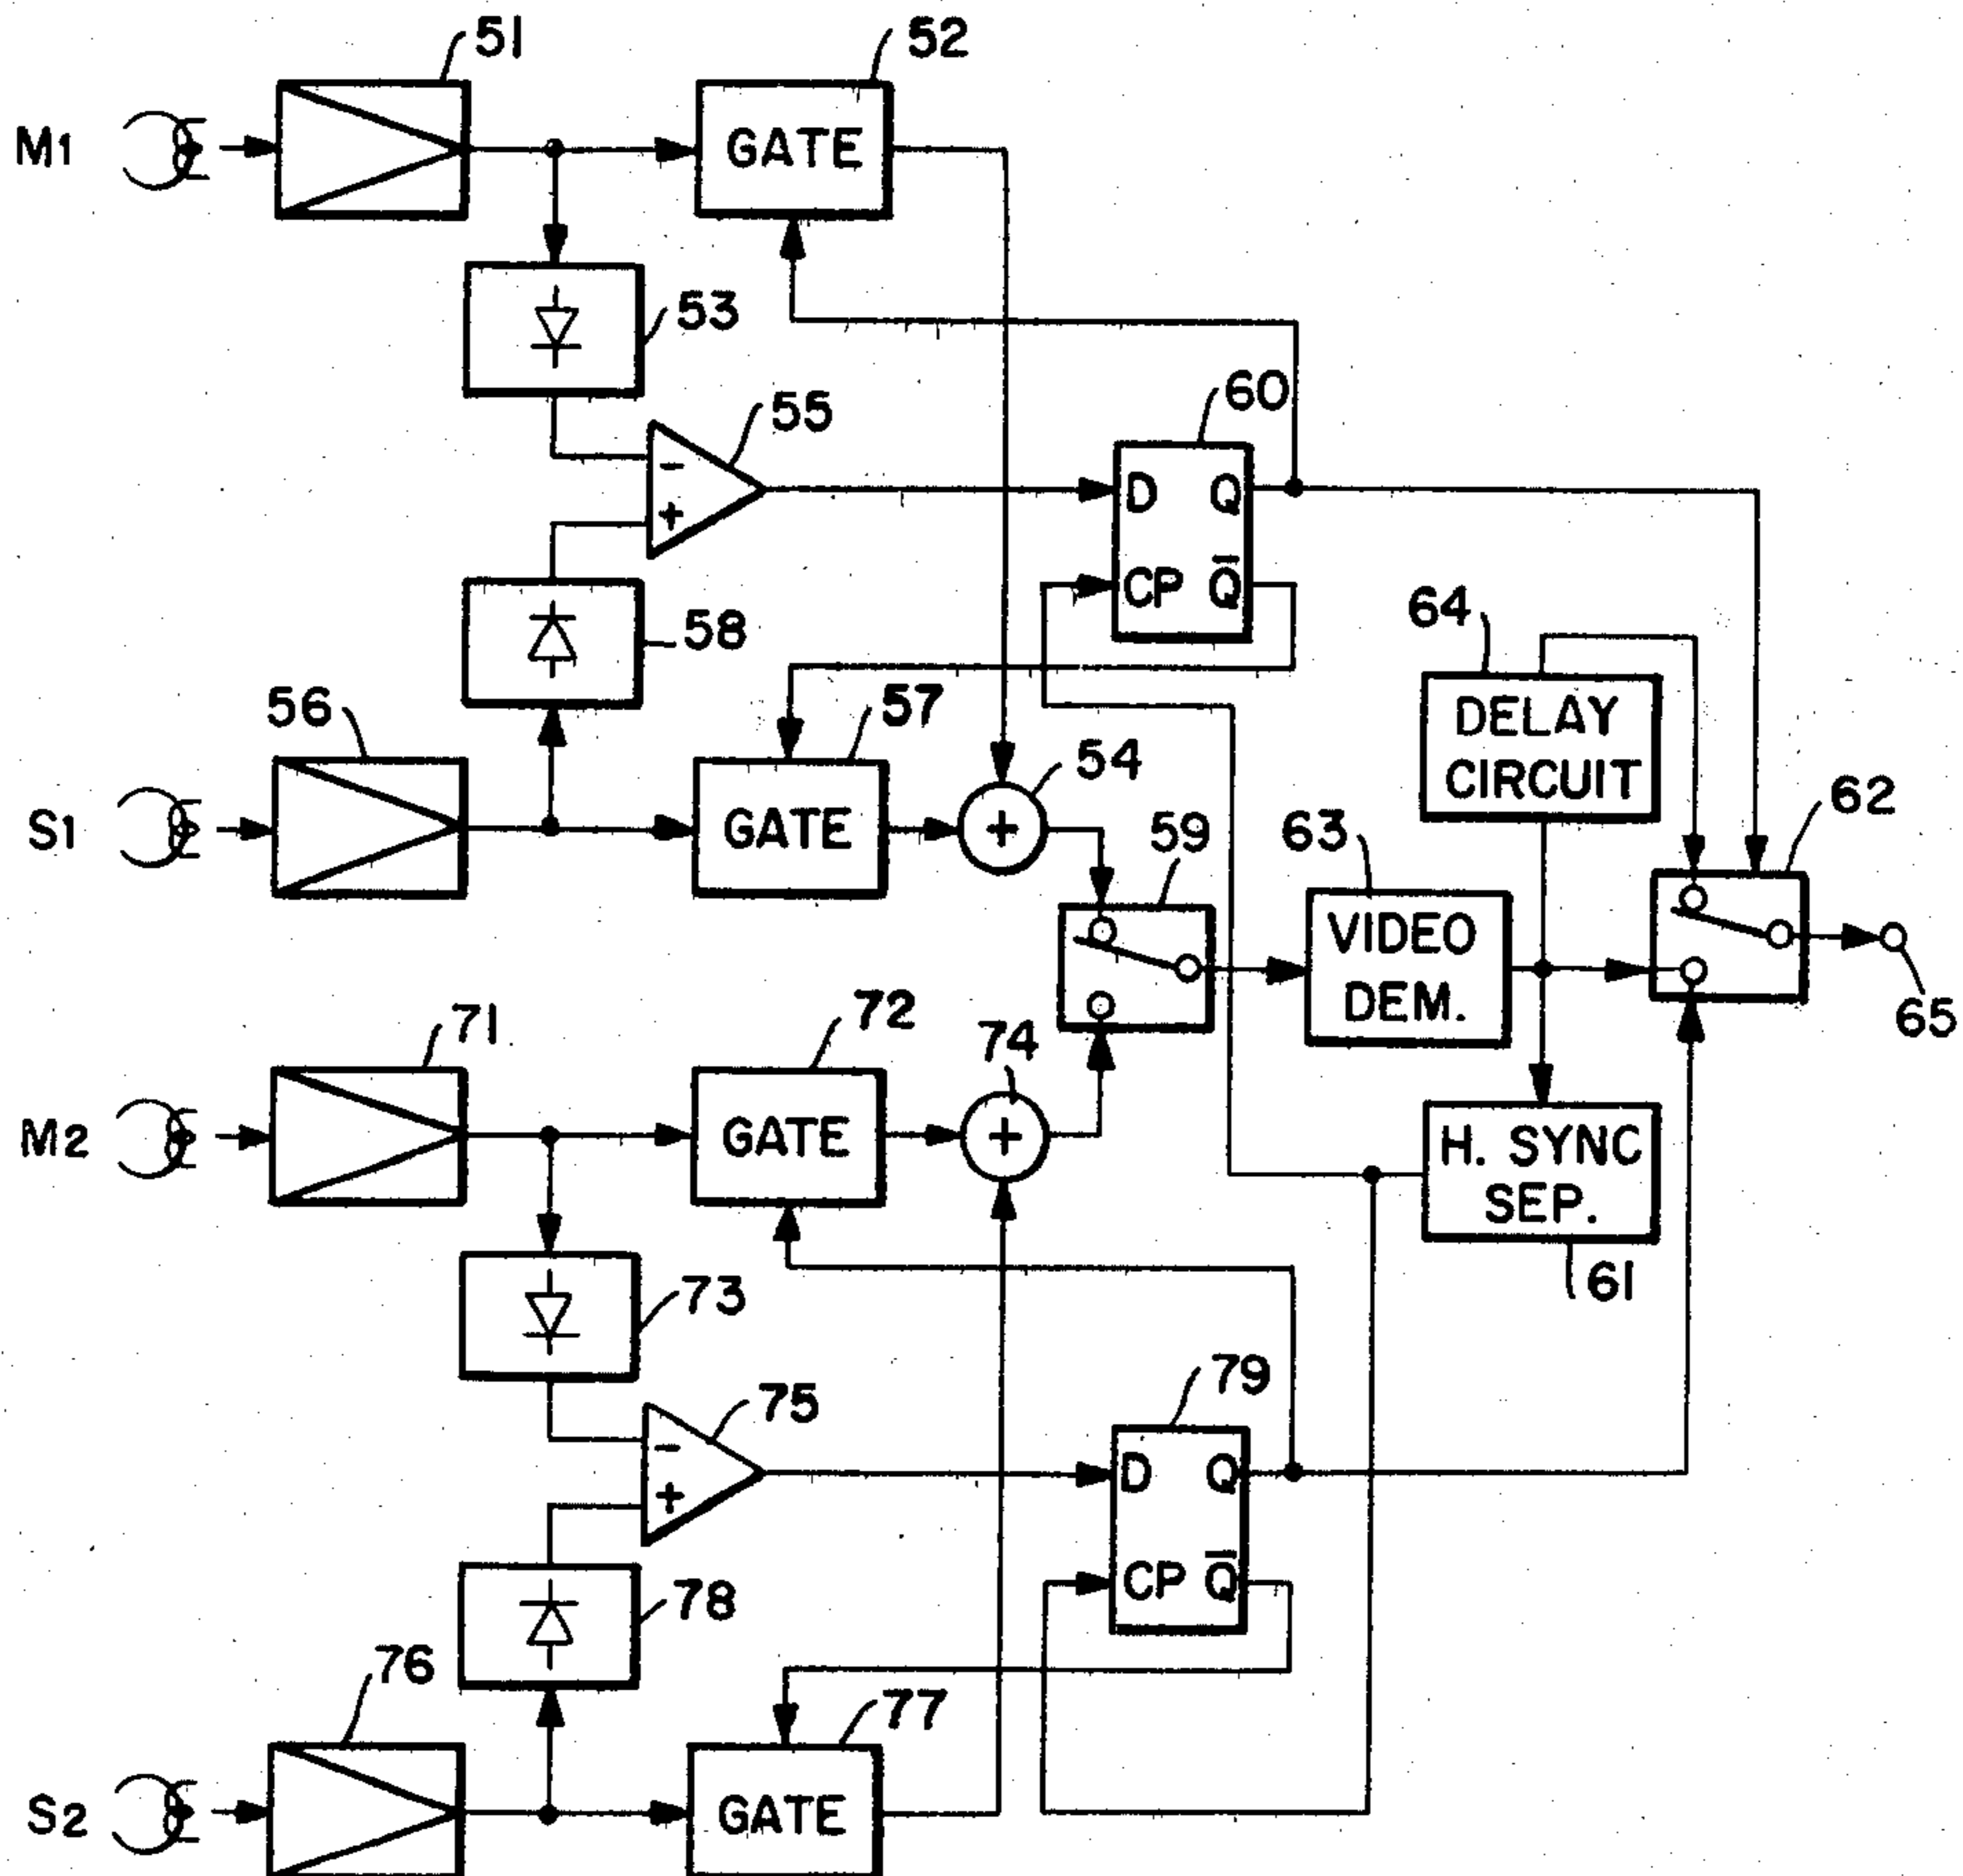 51
52
M1
GATE
53
55
60
D Q
CP Q̅
58
64
DELAY
CIRCUIT
56
57
54
62
S1
GATE
59
63
VIDEO
DEM.
65
71
72
74
M2
GATE
H. SYNC
SEP.
61
73
75
79
D Q
CP Q̅
78
76
77
S2
GATE
- +
- +
+
+